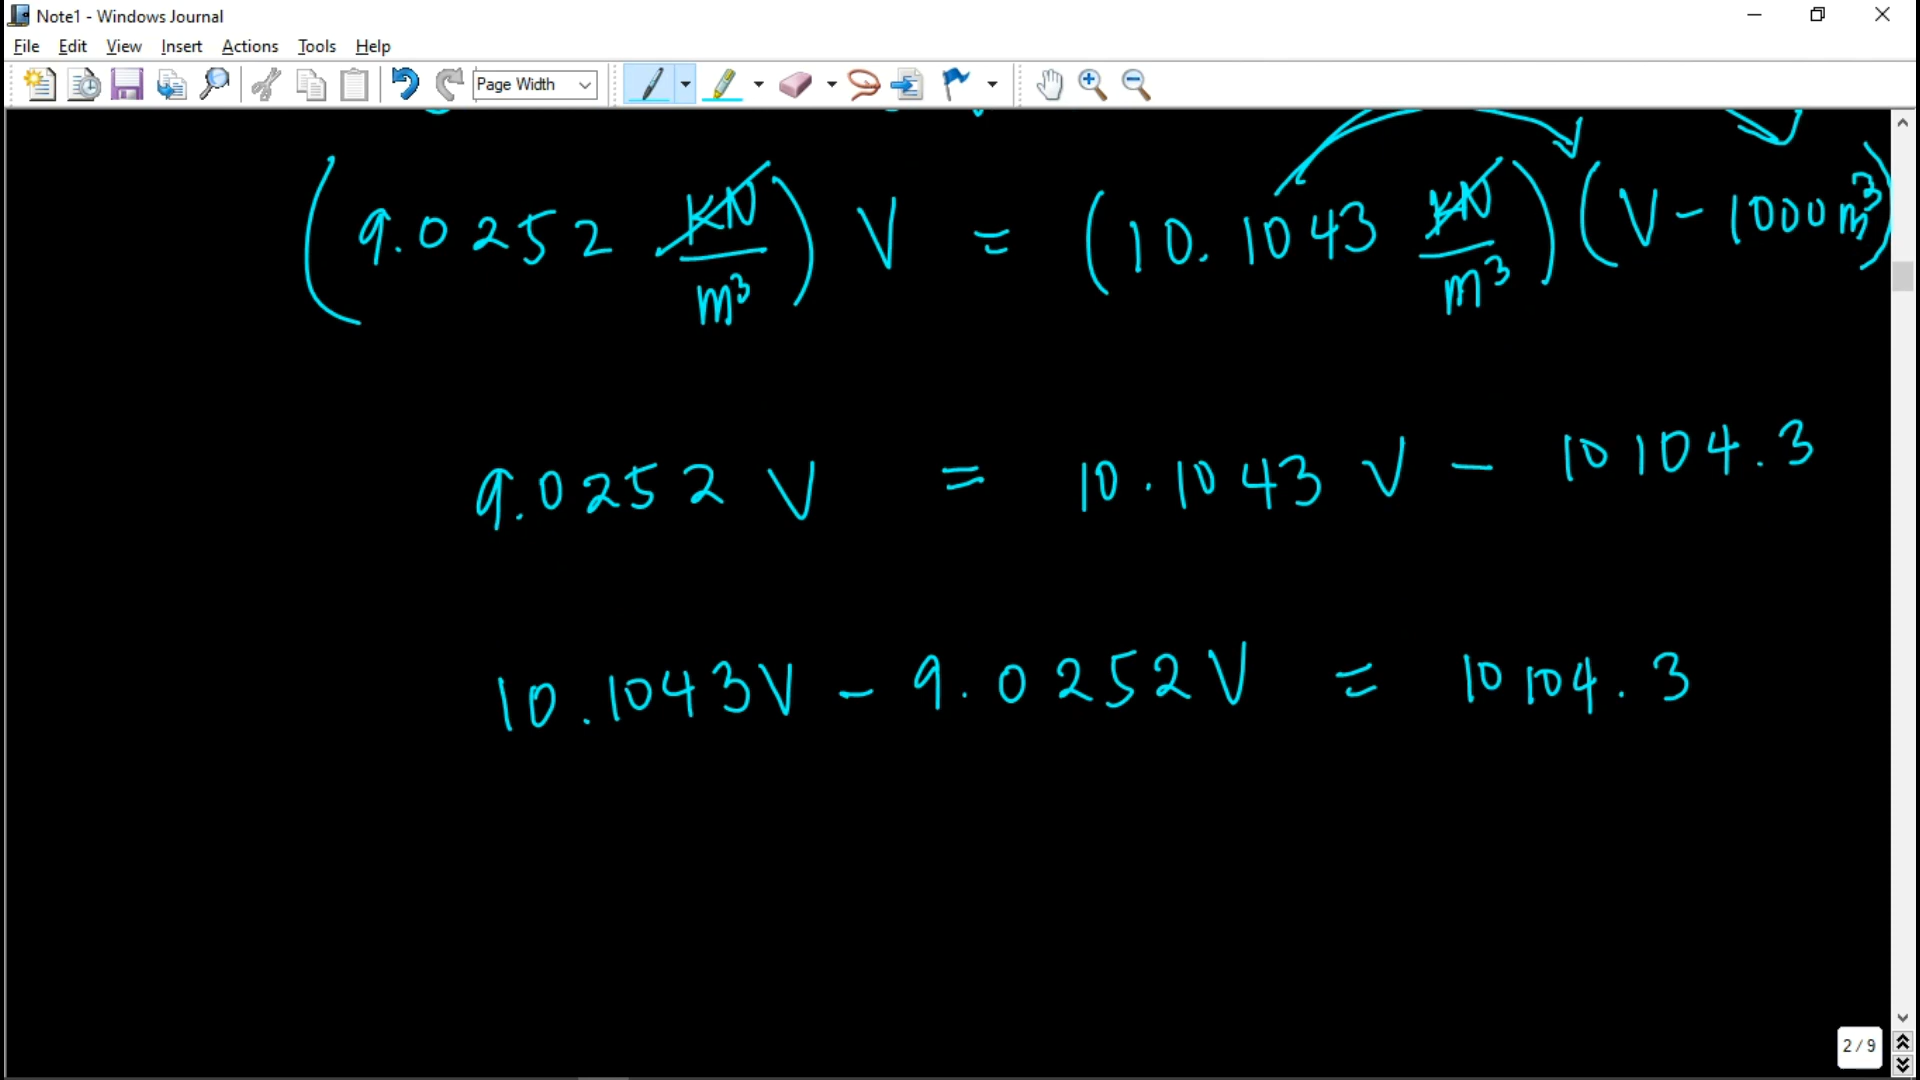 Note1 - Windows Journal
File Edit View Insert Actions Tools Help
Page Width
(9.0252 KN/m³) V = (10.1043 KN/m³)(V - 1000 m³)
9.0252 V = 10.1043 V - 10104.3
10.1043V - 9.0252V = 10104.3
2 / 9